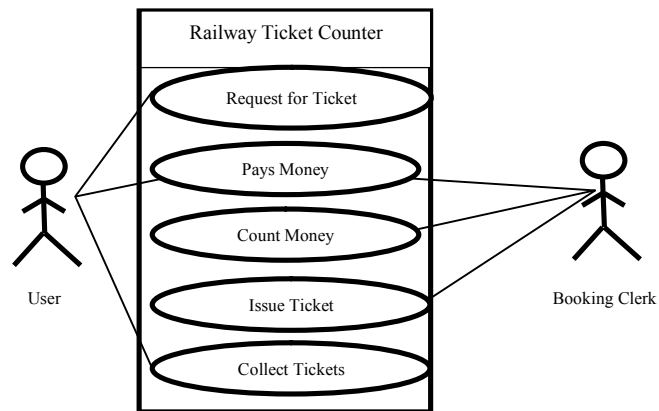 Railway Ticket Counter
Request for Ticket
Pays Money
Count Money
Issue Ticket
Collect Tickets
User
Booking Clerk